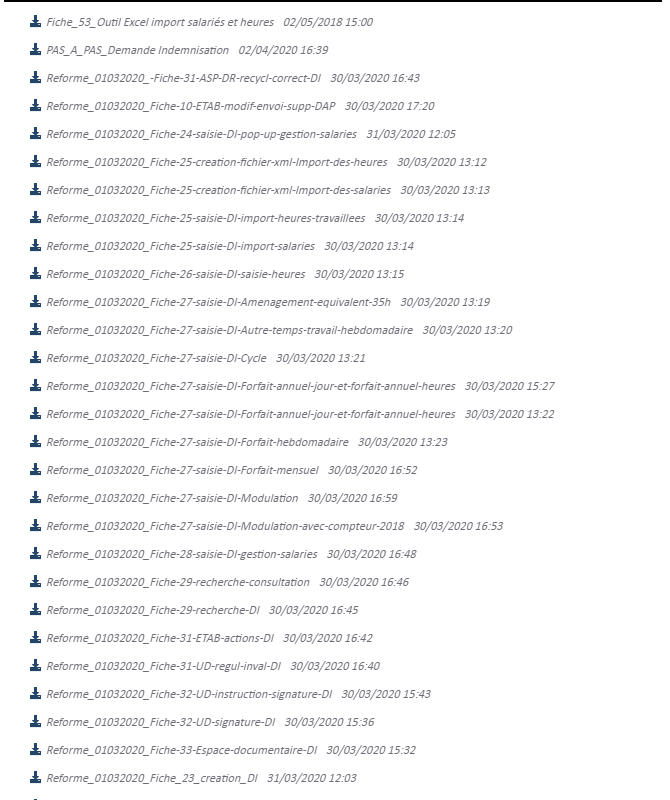 Fiche_53_Outil Excel import salariés et heures 02/05/2018 15:00
PAS_A_PAS_Demande Indemnisation 02/04/2020 16:39
Reforme_01032020_-Fiche-31-ASP-DR-recycl-correct-DI 30/03/2020 16:43
Reforme_01032020_Fiche-10-ETAB-modif-envoi-supp-DAP 30/03/2020 17:20
Reforme_01032020_Fiche-24-saisie-DI-pop-up-gestion-salaries 31/03/2020 12:05
Reforme_01032020_Fiche-25-creation-fichier-xml-Import-des-heures 30/03/2020 13:12
Reforme_01032020_Fiche-25-creation-fichier-xml-Import-des-salaries 30/03/2020 13:13
Reforme_01032020_Fiche-25-saisie-DI-import-heures-travaillees 30/03/2020 13:14
Reforme_01032020_Fiche-25-saisie-DI-import-salaries 30/03/2020 13:14
Reforme_01032020_Fiche-26-saisie-DI-saisie-heures 30/03/2020 13:15
Reforme_01032020_Fiche-27-saisie-DI-Amenagement-equivalent-35h 30/03/2020 13:19
Reforme_01032020_Fiche-27-saisie-DI-Autre-temps-travail-hebdomadaire 30/03/2020 13:20
Reforme_01032020_Fiche-27-saisie-DI-Cycle 30/03/2020 13:21
Reforme_01032020_Fiche-27-saisie-DI-Forfait-annuel-jour-et-forfait-annuel-heures 30/03/2020 15:27
Reforme_01032020_Fiche-27-saisie-DI-Forfait-annuel-jour-et-forfait-annuel-heures 30/03/2020 13:22
Reforme_01032020_Fiche-27-saisie-DI-Forfait-hebdomadaire 30/03/2020 13:23
Reforme_01032020_Fiche-27-saisie-DI-Forfait-mensuel 30/03/2020 16:52
Reforme_01032020_Fiche-27-saisie-DI-Modulation 30/03/2020 16:59
Reforme_01032020_Fiche-27-saisie-DI-Modulation-avec-compteur-2018 30/03/2020 16:53
Reforme_01032020_Fiche-28-saisie-DI-gestion-salaries 30/03/2020 16:48
Reforme_01032020_Fiche-29-recherche-consultation 30/03/2020 16:46
Reforme_01032020_Fiche-29-recherche-DI 30/03/2020 16:45
Reforme_01032020_Fiche-31-ETAB-actions-DI 30/03/2020 16:42
Reforme_01032020_Fiche-31-UD-regul-inval-DI 30/03/2020 16:40
Reforme_01032020_Fiche-32-UD-instruction-signature-DI 30/03/2020 15:43
Reforme_01032020_Fiche-32-UD-signature-DI 30/03/2020 15:36
Reforme_01032020_Fiche-33-Espace-documentaire-DI 30/03/2020 15:32
Reforme_01032020_Fiche_23_creation_DI 31/03/2020 12:03